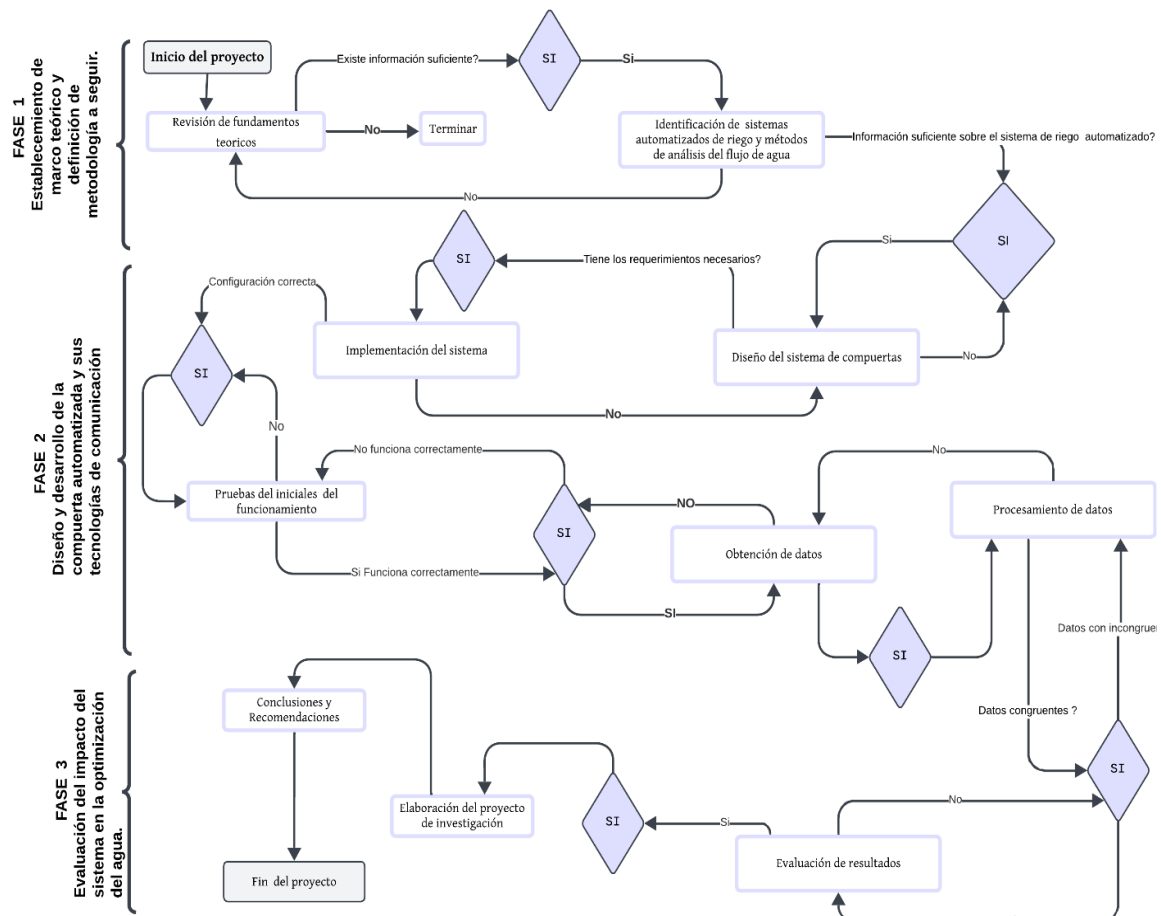 FASE 1
Establecemiento de
marco teórico y
definición de
metodología a seguir.
Inicio del proyecto
Existe información suficiente?
SI
Si
Revisión de fundamentos
teoricos
No
Terminar
Identificación de sistemas
automatizados de riego y métodos
de análisis del flujo de agua
Información suficiente sobre el sistema de riego automatizado?
No
SI
FASE 2
Diseño y desarrollo de la
compuerta automatizada y sus
tecnologías de comunicación
Si
Tiene los requerimientos necesarios?
SI
Configuración correcta
Implementación del sistema
Diseño del sistema de compuertas
No
SI
No
No
No funciona correctamente
No
Pruebas del iniciales del
funcionamiento
NO
Procesamiento de datos
SI
Obtención de datos
Si Funciona correctamente
SI
SI
Datos con incongruen
Datos congruentes ?
FASE 3
Evaluación del impacto del
sistema en la optimización
del agua.
Conclusiones y
Recomendaciones
SI
No
Elaboración del proyecto
de investigación
SI
Si
Evaluación de resultados
Fin del proyecto